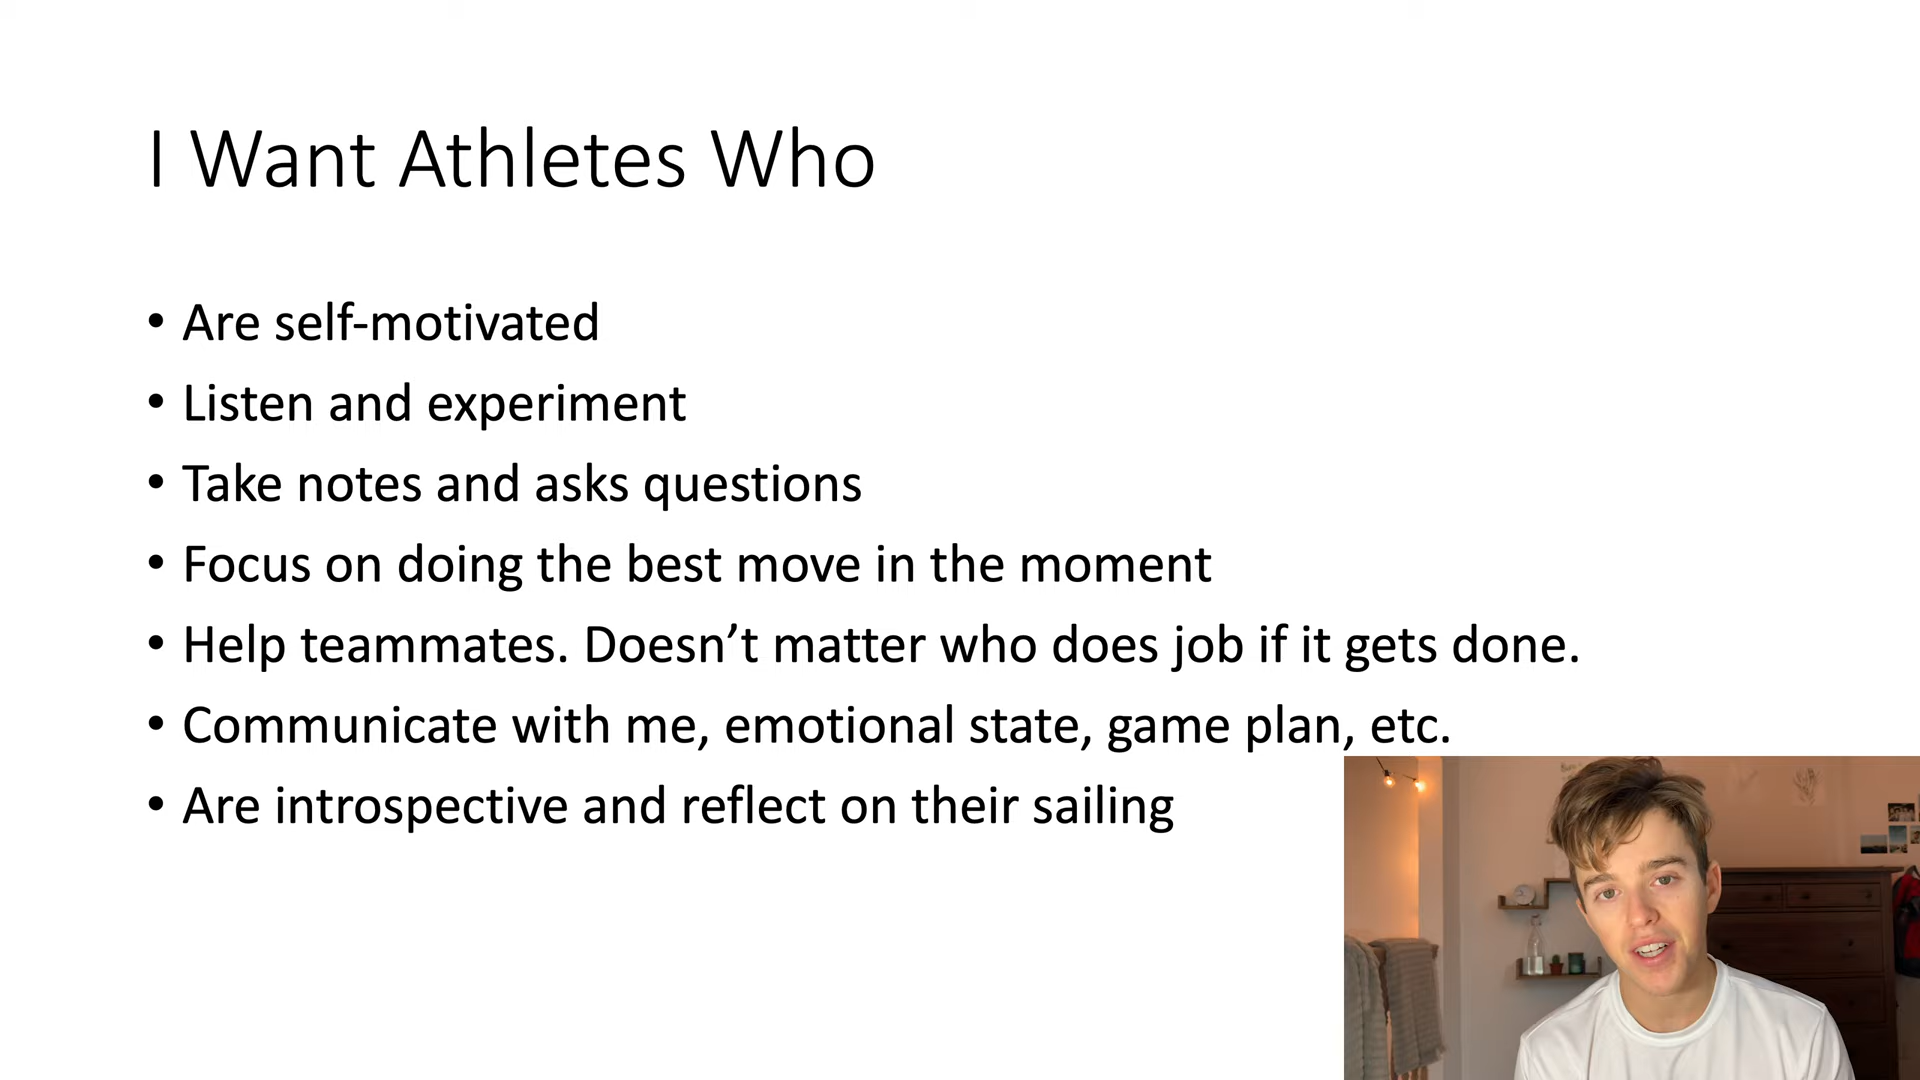 I Want Athletes Who
• Are self-motivated
• Listen and experiment
• Take notes and asks questions
• Focus on doing the best move in the moment
• Help teammates. Doesn’t matter who does job if it gets done.
• Communicate with me, emotional state, game plan, etc.
• Are introspective and reflect on their sailing